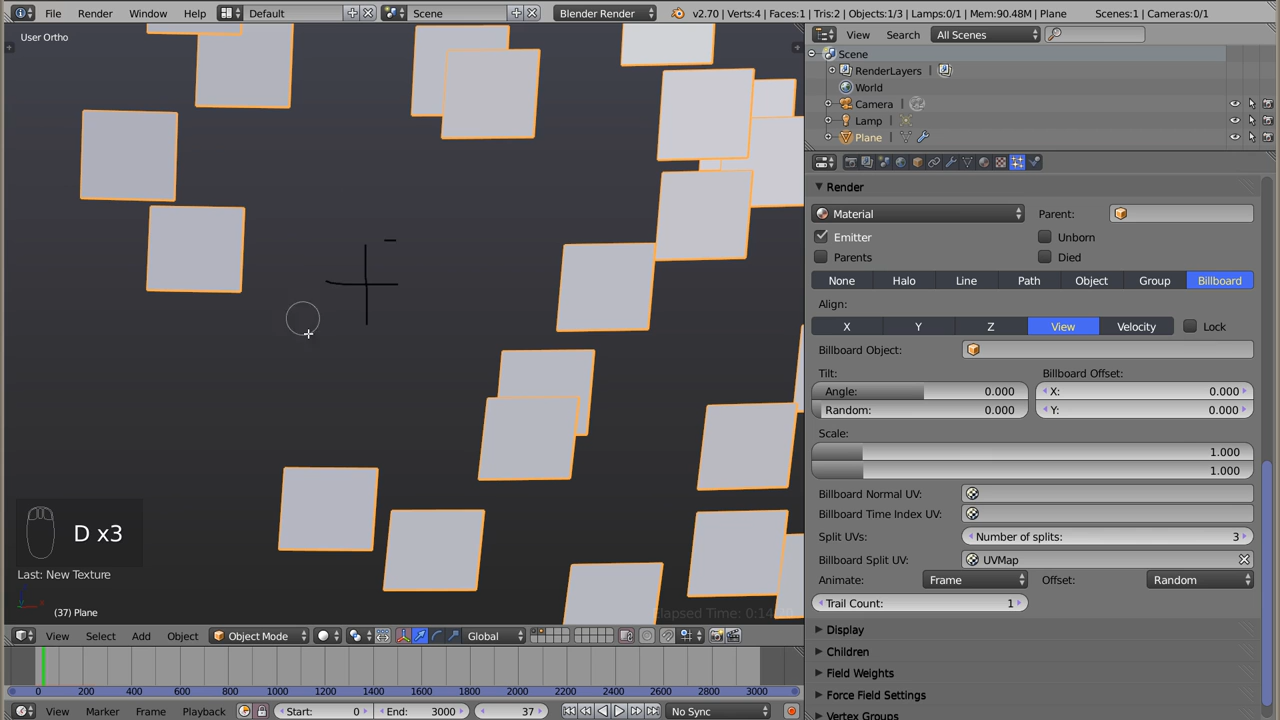 File Render Window Help Default Scene Blender Render v2.70 | Verts:4 | Faces:1 | Tris:2 | Objects:1/3 | Lamps:0/1 | Mem:90.48M | Plane Scenes:1 | Cameras:0/1
User Ortho
View Search All Scenes
Scene
RenderLayers
World
Camera
Lamp
Plane
Render
Material Parent:
Emitter Unborn
Parents Died
None Halo Line Path Object Group Billboard
Align:
X Y Z View Velocity Lock
Billboard Object:
Tilt: Billboard Offset:
Angle: 0.000 X: 0.000
Random: 0.000 Y: 0.000
Scale:
1.000
1.000
Billboard Normal UV:
Billboard Time Index UV:
Split UVs: Number of splits: 3
Billboard Split UV: UVMap
Animate: Frame Offset: Random
Trail Count: 1
Display
Children
Field Weights
Force Field Settings
Vertex Groups
D x3
Last: New Texture
(37) Plane
View Select Add Object Object Mode Global
0 200 400 600 800 1000 1200 1400 1600 1800 2000 2200 2400 2600 2800 3000
View Marker Frame Playback Start: 0 End: 3000 37 No Sync